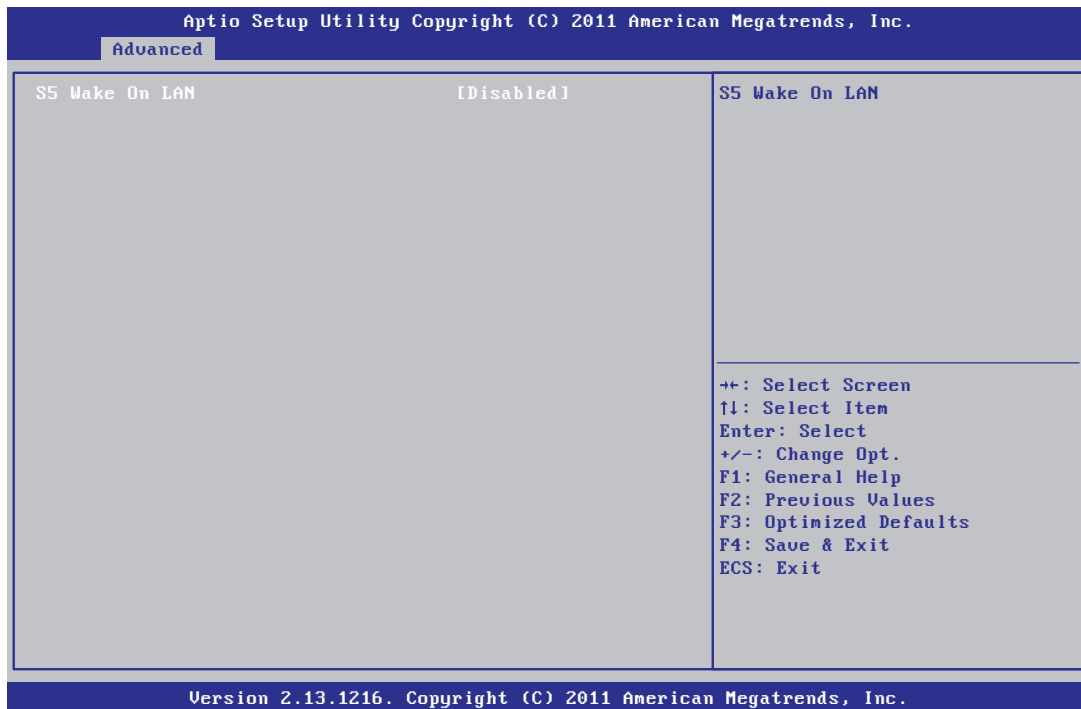 Aptio Setup Utility Copyright (C) 2011 American Megatrends, Inc.
Advanced
S5 Wake On LAN [Disabled]
S5 Wake On LAN
→←: Select Screen
↑↓: Select Item
Enter: Select
+/-: Change Opt.
F1: General Help
F2: Previous Values
F3: Optimized Defaults
F4: Save & Exit
ECS: Exit
Version 2.13.1216. Copyright (C) 2011 American Megatrends, Inc.